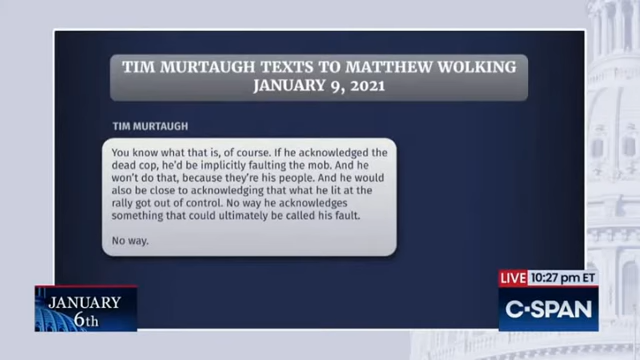 TIM MURTAUGH TEXTS TO MATTHEW WOLKING
JANUARY 9, 2021
TIM MURTAUGH
You know what that is, of course. If he acknowledged the
dead cop, he'd be implicitly faulting the mob. And he
won't do that, because they're his people. And he would
also be close to acknowledging that what he lit at the
rally got out of control. No way he acknowledges
something that could ultimately be called his fault.
No way.
LIVE 10:27 pm ET
JANUARY
6th
C-SPAN